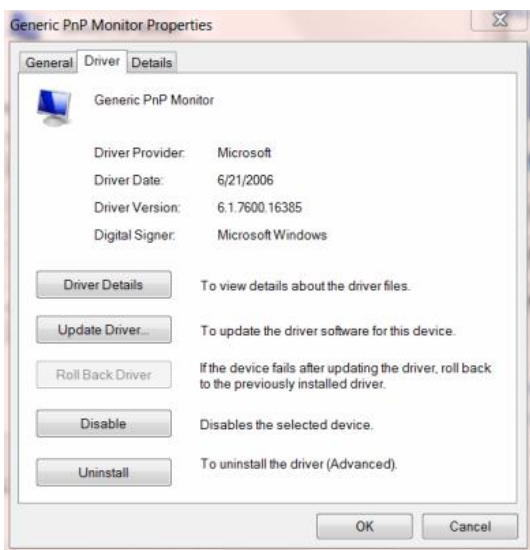 Generic PnP Monitor Properties
General Driver Details
Generic PnP Monitor
Driver Provider: Microsoft
Driver Date: 6/21/2006
Driver Version: 6.1.7600.16385
Digital Signer: Microsoft Windows
Driver Details To view details about the driver files.
Update Driver... To update the driver software for this device.
Roll Back Driver If the device fails after updating the driver, roll back
to the previously installed driver.
Disable Disables the selected device.
Uninstall To uninstall the driver (Advanced).
OK Cancel